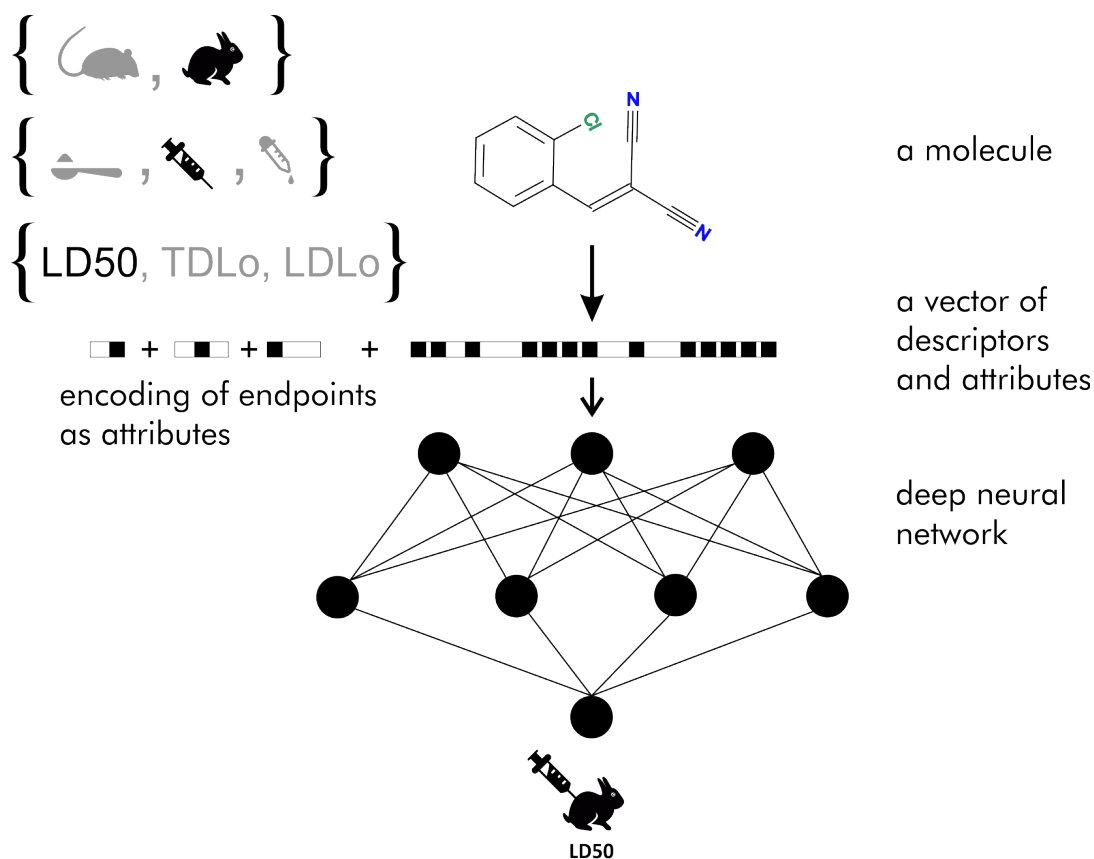 { , }
{ , , }
{LD50, TDLo, LDLo}
Cl
N
N
a molecule
+ + +
a vector of
descriptors
and attributes
encoding of endpoints
as attributes
deep neural
network
LD50